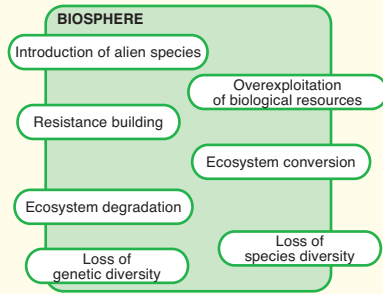 BIOSPHERE
Introduction of alien species
Overexploitation
of biological resources
Resistance building
Ecosystem conversion
Ecosystem degradation
Loss of
species diversity
Loss of
genetic diversity